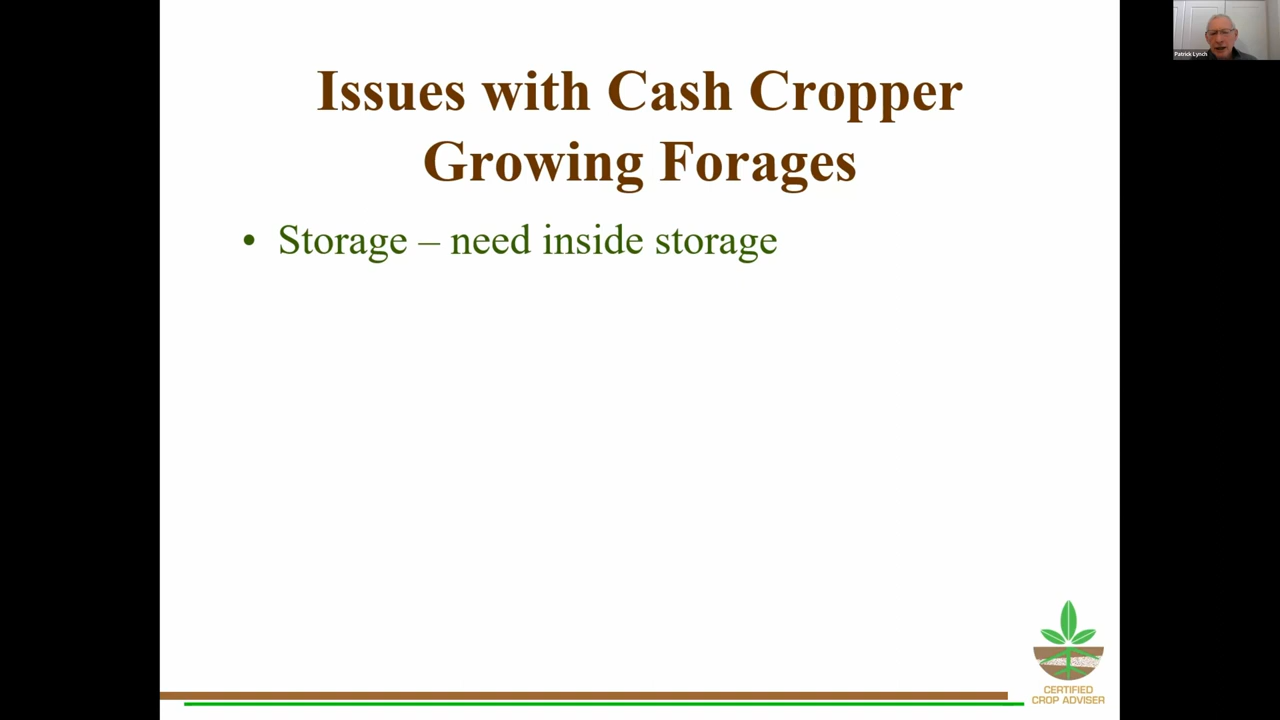 Patrick Lynch
Issues with Cash Cropper
Growing Forages
• Storage – need inside storage
CERTIFIED
CROP ADVISER